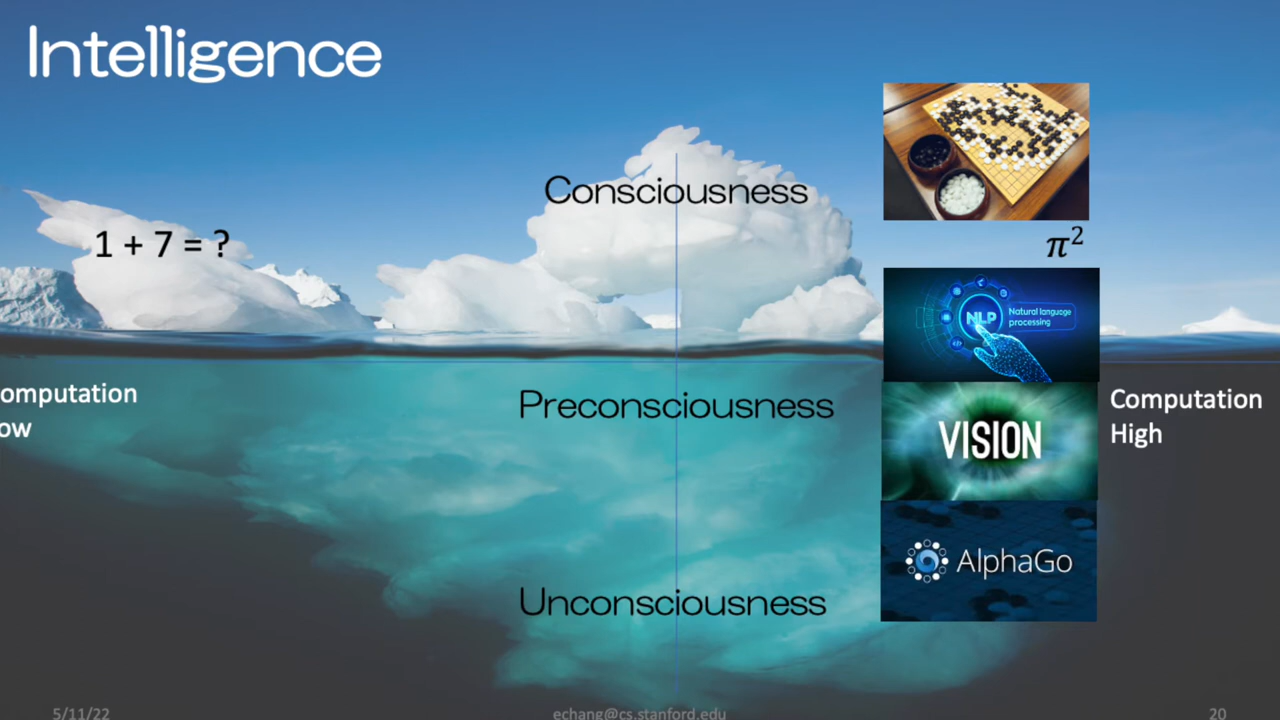 Intelligence
Consciousness
1 + 7 = ?
π²
NLP
Natural language
processing
omputation
ow
Preconsciousness
Computation
High
VISION
AlphaGo
Unconsciousness
5/11/22
echang@cs.stanford.edu
20